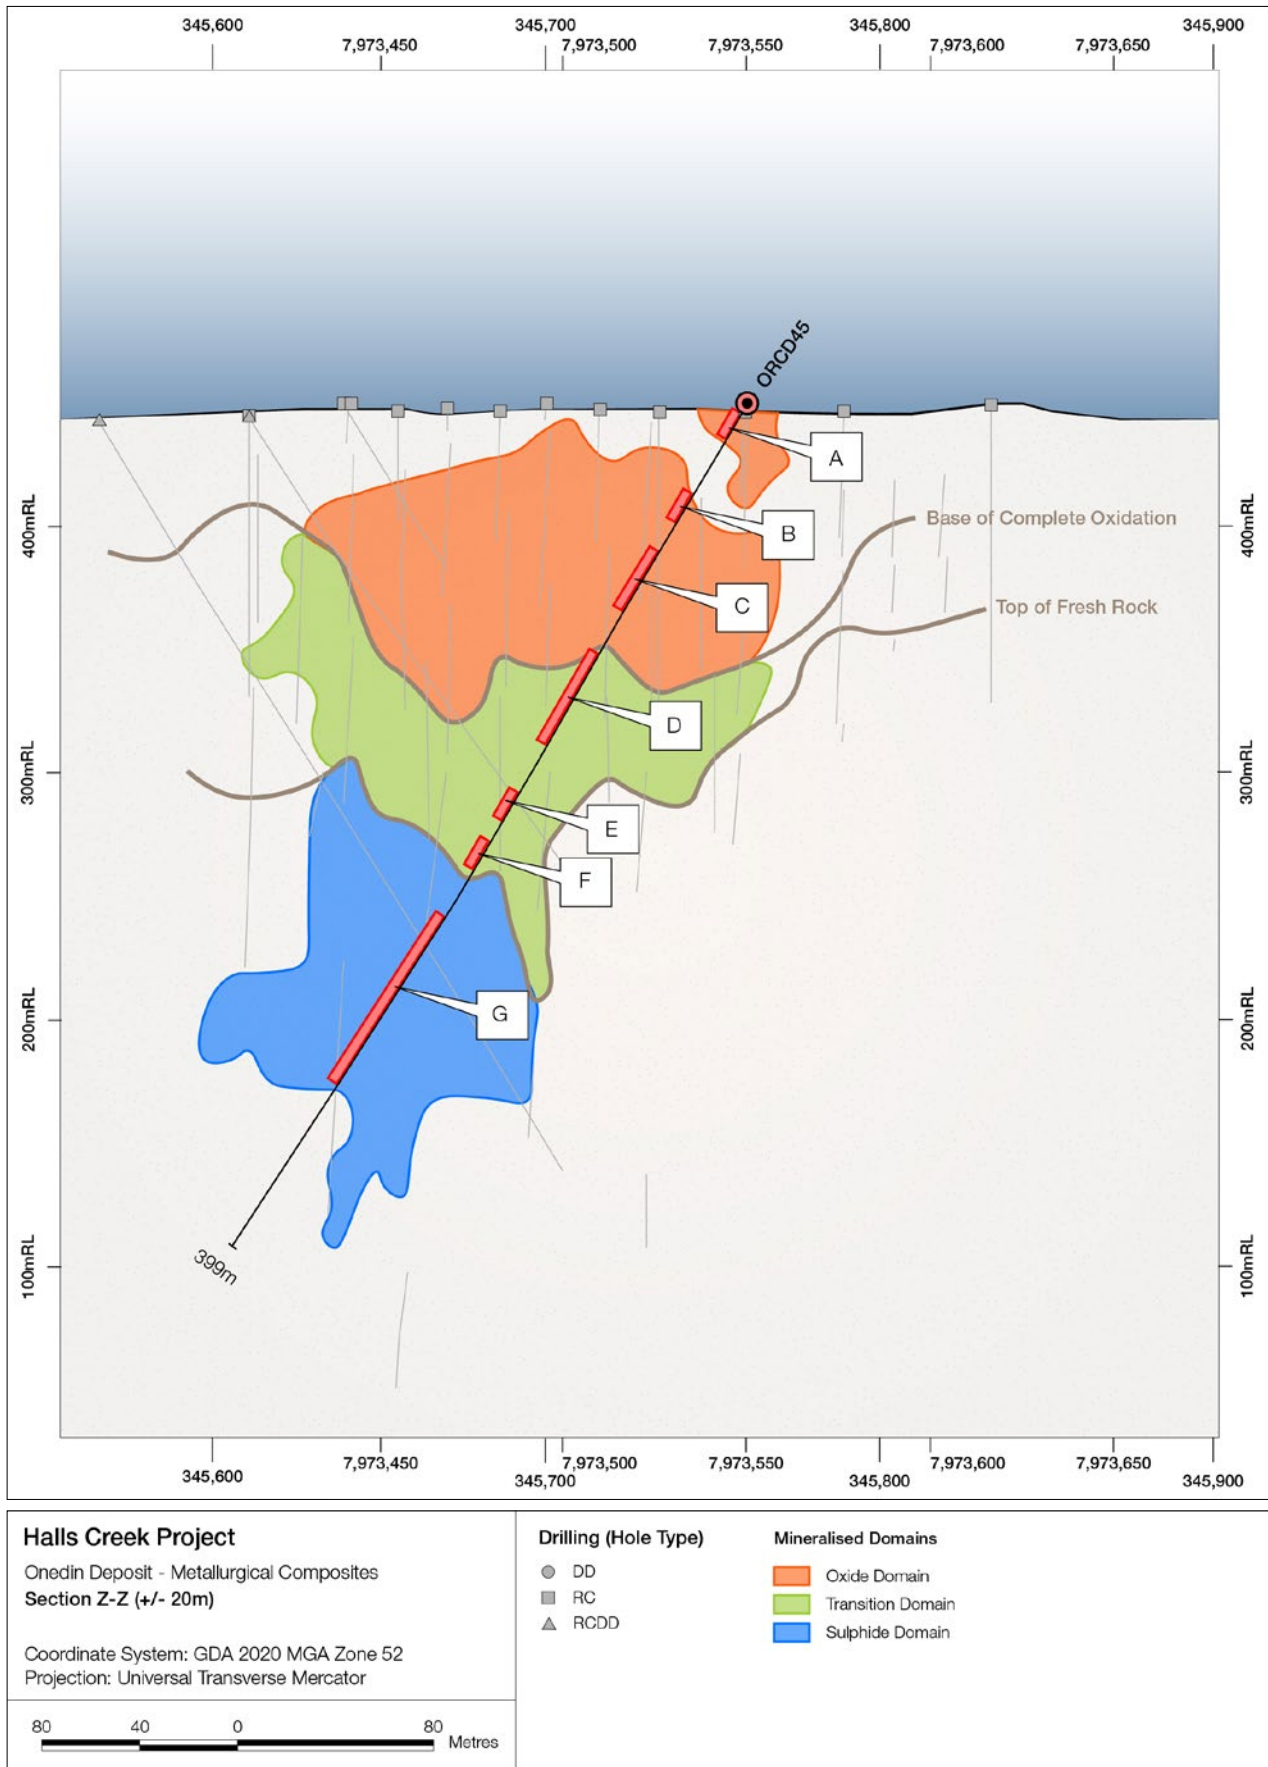 345,600 345,700 345,800 345,900
7,973,450 7,973,500 7,973,550 7,973,600 7,973,650
ORCD45
A
B
C
D
E
F
G
Base of Complete Oxidation
Top of Fresh Rock
400mRL 400mRL
300mRL 300mRL
200mRL 200mRL
100mRL 100mRL
399m
7,973,450 7,973,500 7,973,550 7,973,600 7,973,650
345,600 345,700 345,800 345,900
Halls Creek Project
Onedin Deposit - Metallurgical Composites
Section Z-Z (+/- 20m)
Coordinate System: GDA 2020 MGA Zone 52
Projection: Universal Transverse Mercator
80 40 0 80
Metres
Drilling (Hole Type)
DD
RC
RCDD
Mineralised Domains
Oxide Domain
Transition Domain
Sulphide Domain